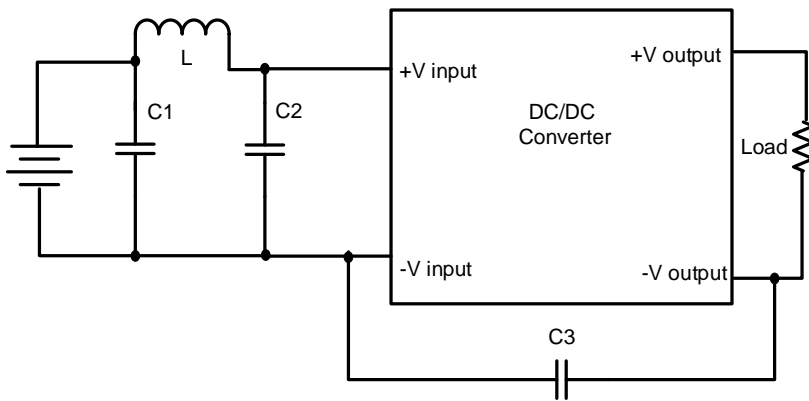 L
C1
C2
+V input
+V output
DC/DC
Converter
Load
-V input
-V output
C3